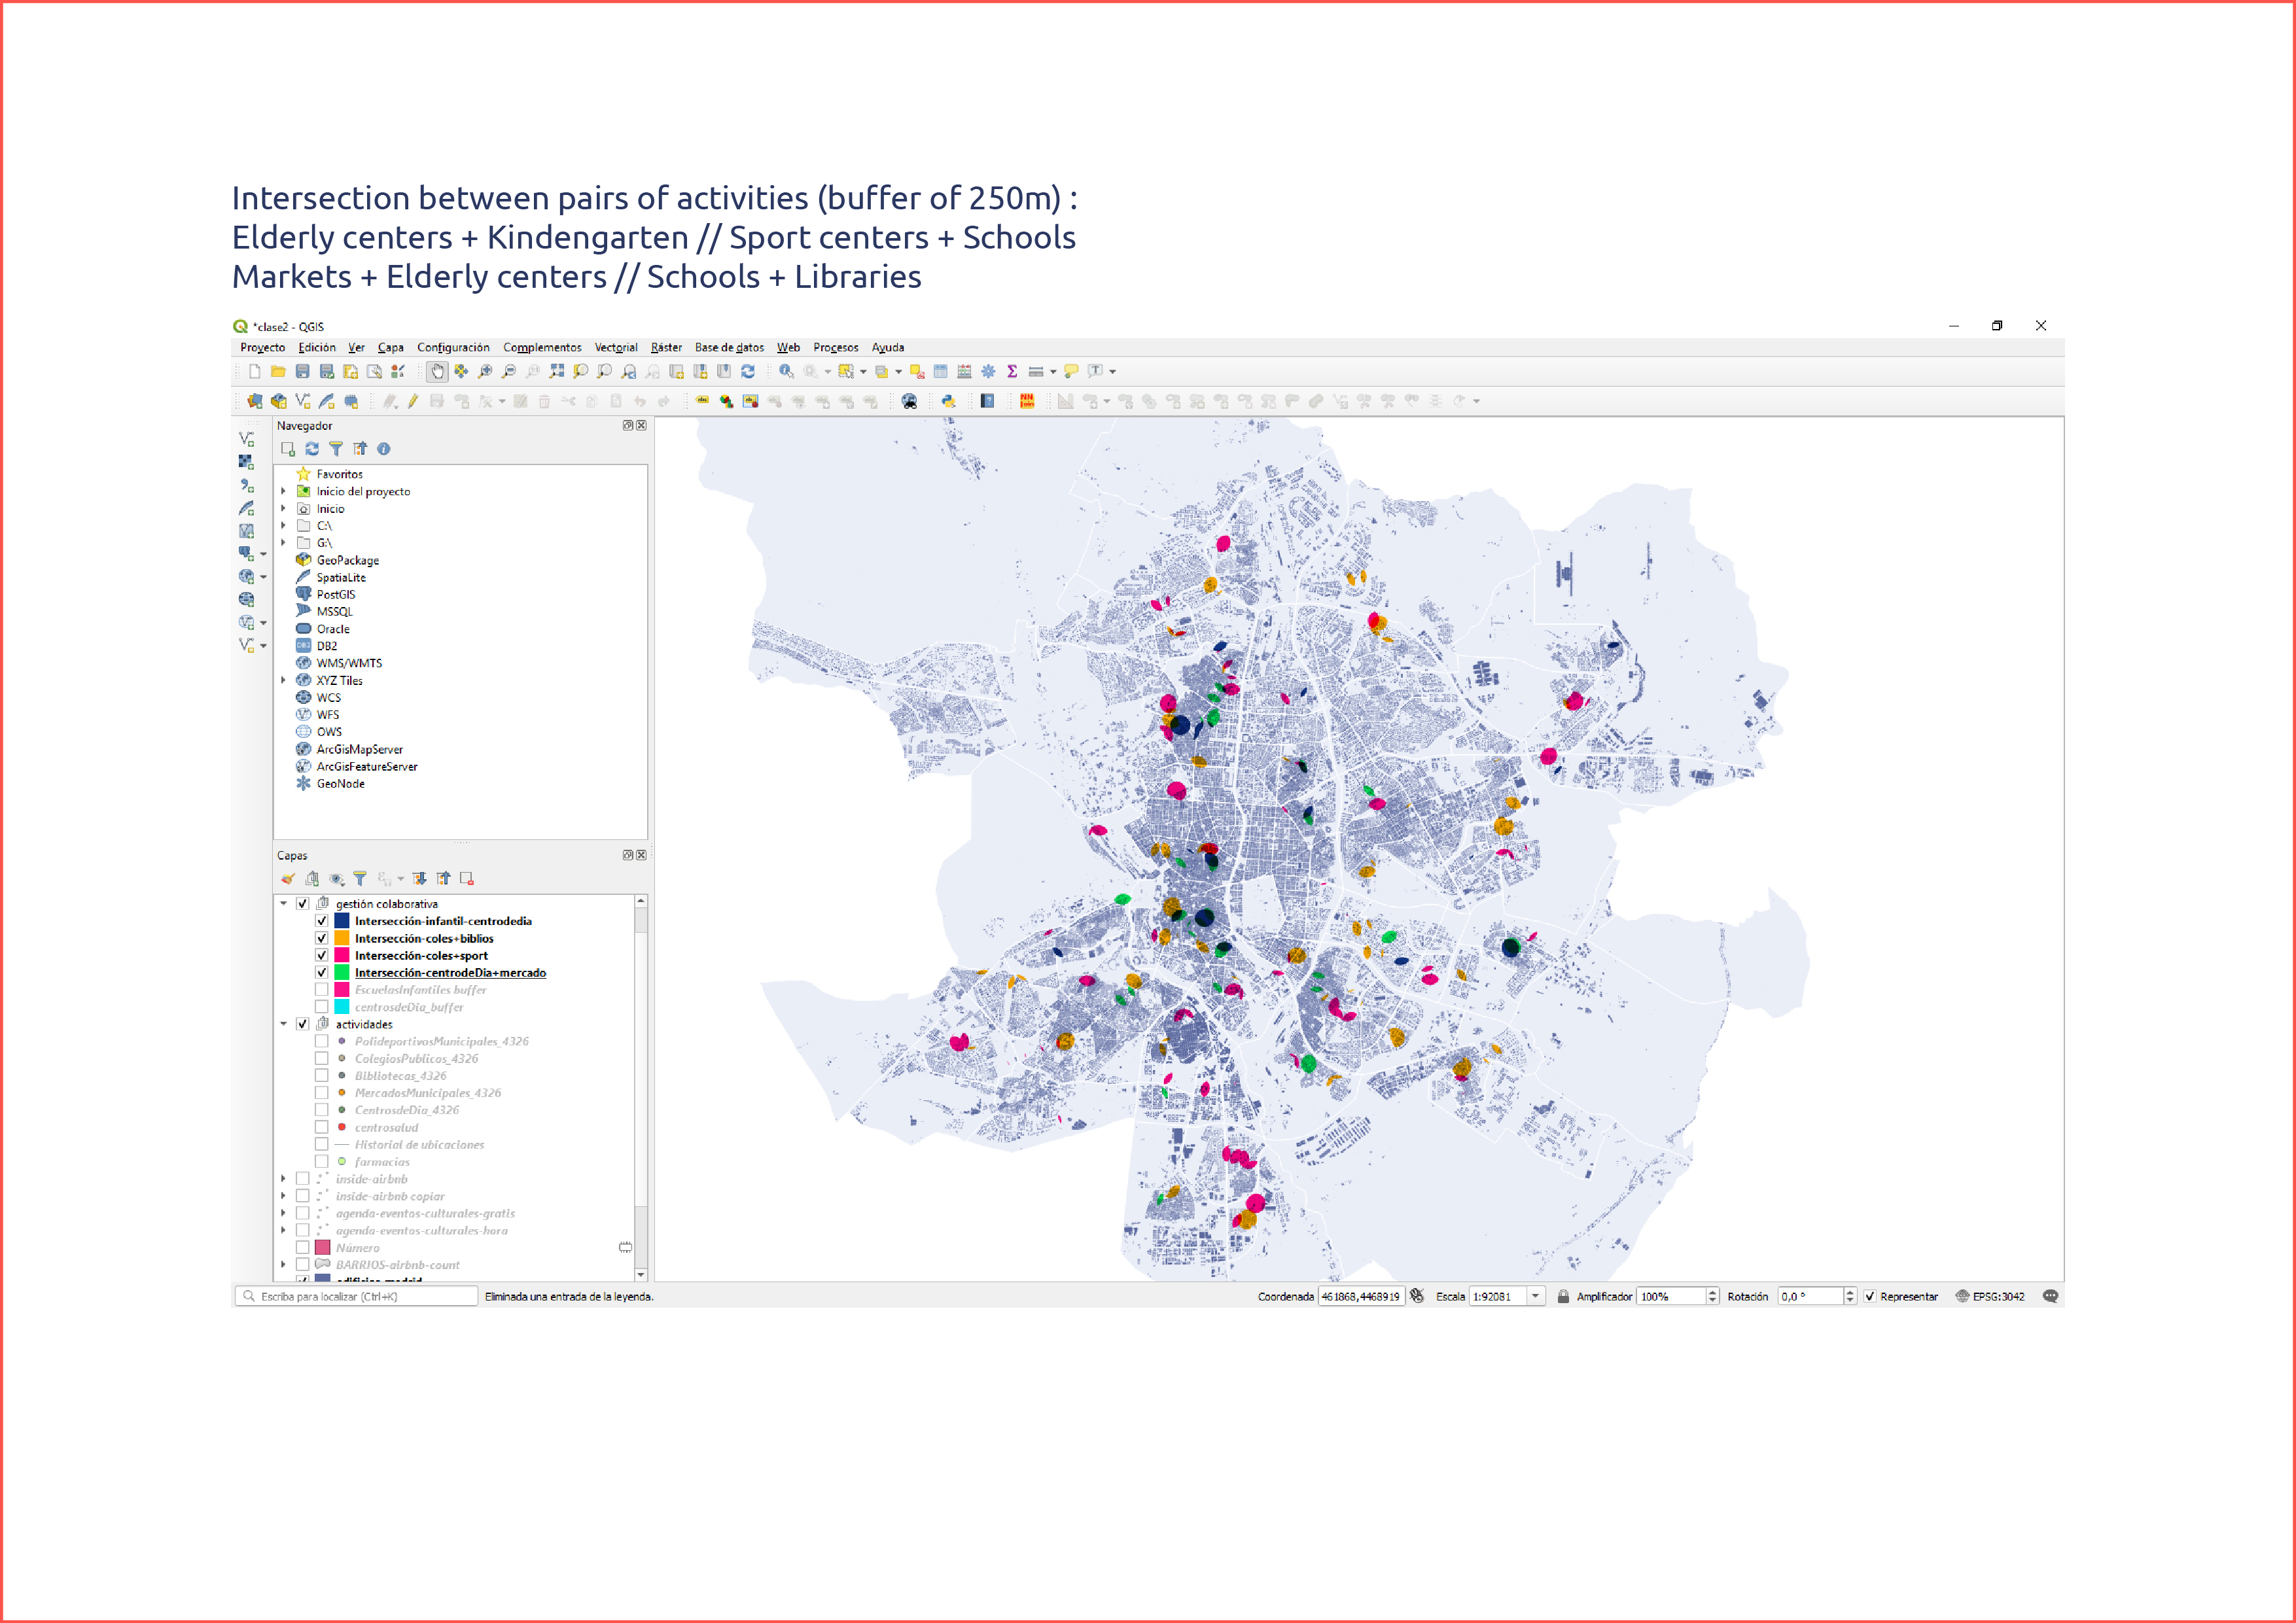 Intersection between pairs of activities (buffer of 250m) :
Elderly centers + Kindengarten // Sport centers + Schools
Markets + Elderly centers // Schools + Libraries
*clase2 - QGIS
Proyecto Edición Ver Capa Configuración Complementos Vectorial Ráster Base de datos Web Procesos Ayuda
Navegador
Favoritos
Inicio del proyecto
Inicio
C:\
G:\
GeoPackage
SpatiaLite
PostGIS
MSSQL
Oracle
DB2
WMS/WMTS
XYZ Tiles
WCS
WFS
OWS
ArcGisMapServer
ArcGisFeatureServer
GeoNode
Capas
gestión colaborativa
Intersección-infantil-centrodedia
Intersección-coles+biblios
Intersección-coles+sport
Intersección-centrodeDia+mercado
EscuelasInfantiles buffer
centrosdeDia_buffer
actividades
PolideportivosMunicipales_4326
ColegiosPublicos_4326
Bibliotecas_4326
MercadosMunicipales_4326
CentrosdeDia_4326
centrosalud
Historial de ubicaciones
farmacias
inside-airbnb
inside-airbnb copiar
agenda-eventos-culturales-gratis
agenda-eventos-culturales-hora
Número
BARRIOS-airbnb-count
edificios-madrid
Escriba para localizar (Ctrl+K) Eliminada una entrada de la leyenda. Coordenada 461868,4468919 Escala 1:92081 Amplificador 100% Rotación 0,0 ° Representar EPSG:3042